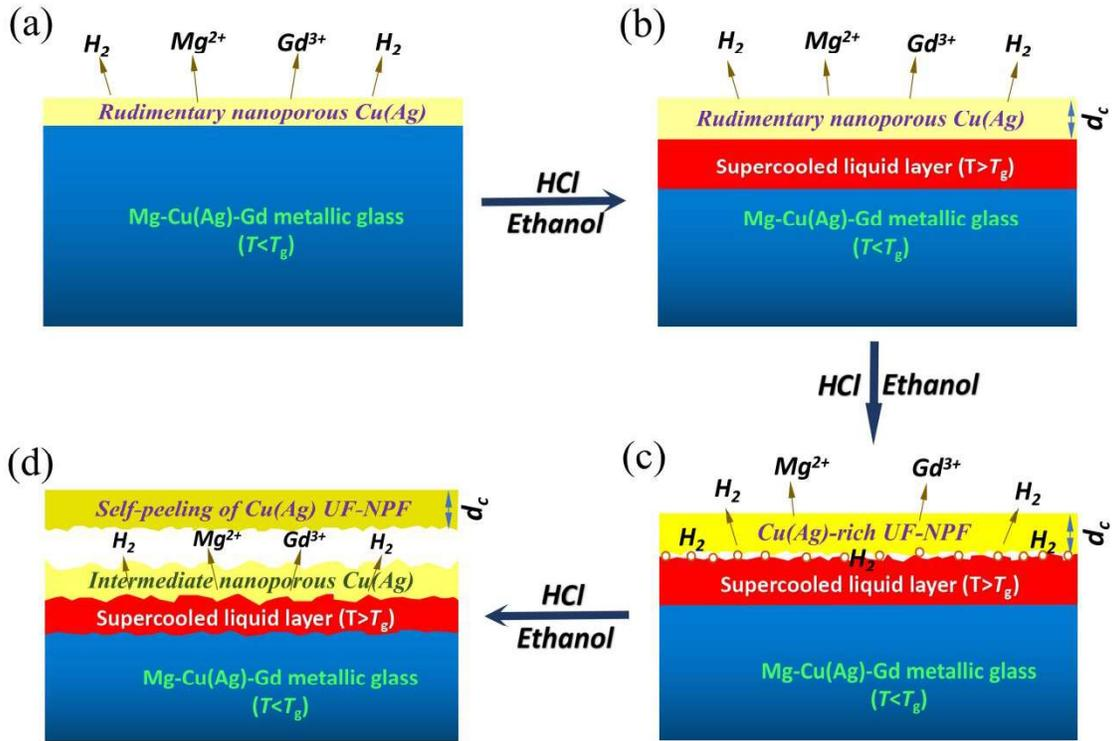 (a)
H2 Mg2+ Gd3+ H2
Rudimentary nanoporous Cu(Ag)
Mg-Cu(Ag)-Gd metallic glass
(T<Tg)
HCl
Ethanol
(b)
H2 Mg2+ Gd3+ H2
Rudimentary nanoporous Cu(Ag)
dc
Supercooled liquid layer (T>Tg)
Mg-Cu(Ag)-Gd metallic glass
(T<Tg)
HCl Ethanol
(c)
Mg2+ Gd3+
H2 H2
Cu(Ag)-rich UF-NPF
dc
H2 H2 H2
Supercooled liquid layer (T>Tg)
Mg-Cu(Ag)-Gd metallic glass
(T<Tg)
HCl
Ethanol
(d)
Self-peeling of Cu(Ag) UF-NPF
dc
H2 Mg2+ Gd3+ H2
Intermediate nanoporous Cu(Ag)
Supercooled liquid layer (T>Tg)
Mg-Cu(Ag)-Gd metallic glass
(T<Tg)